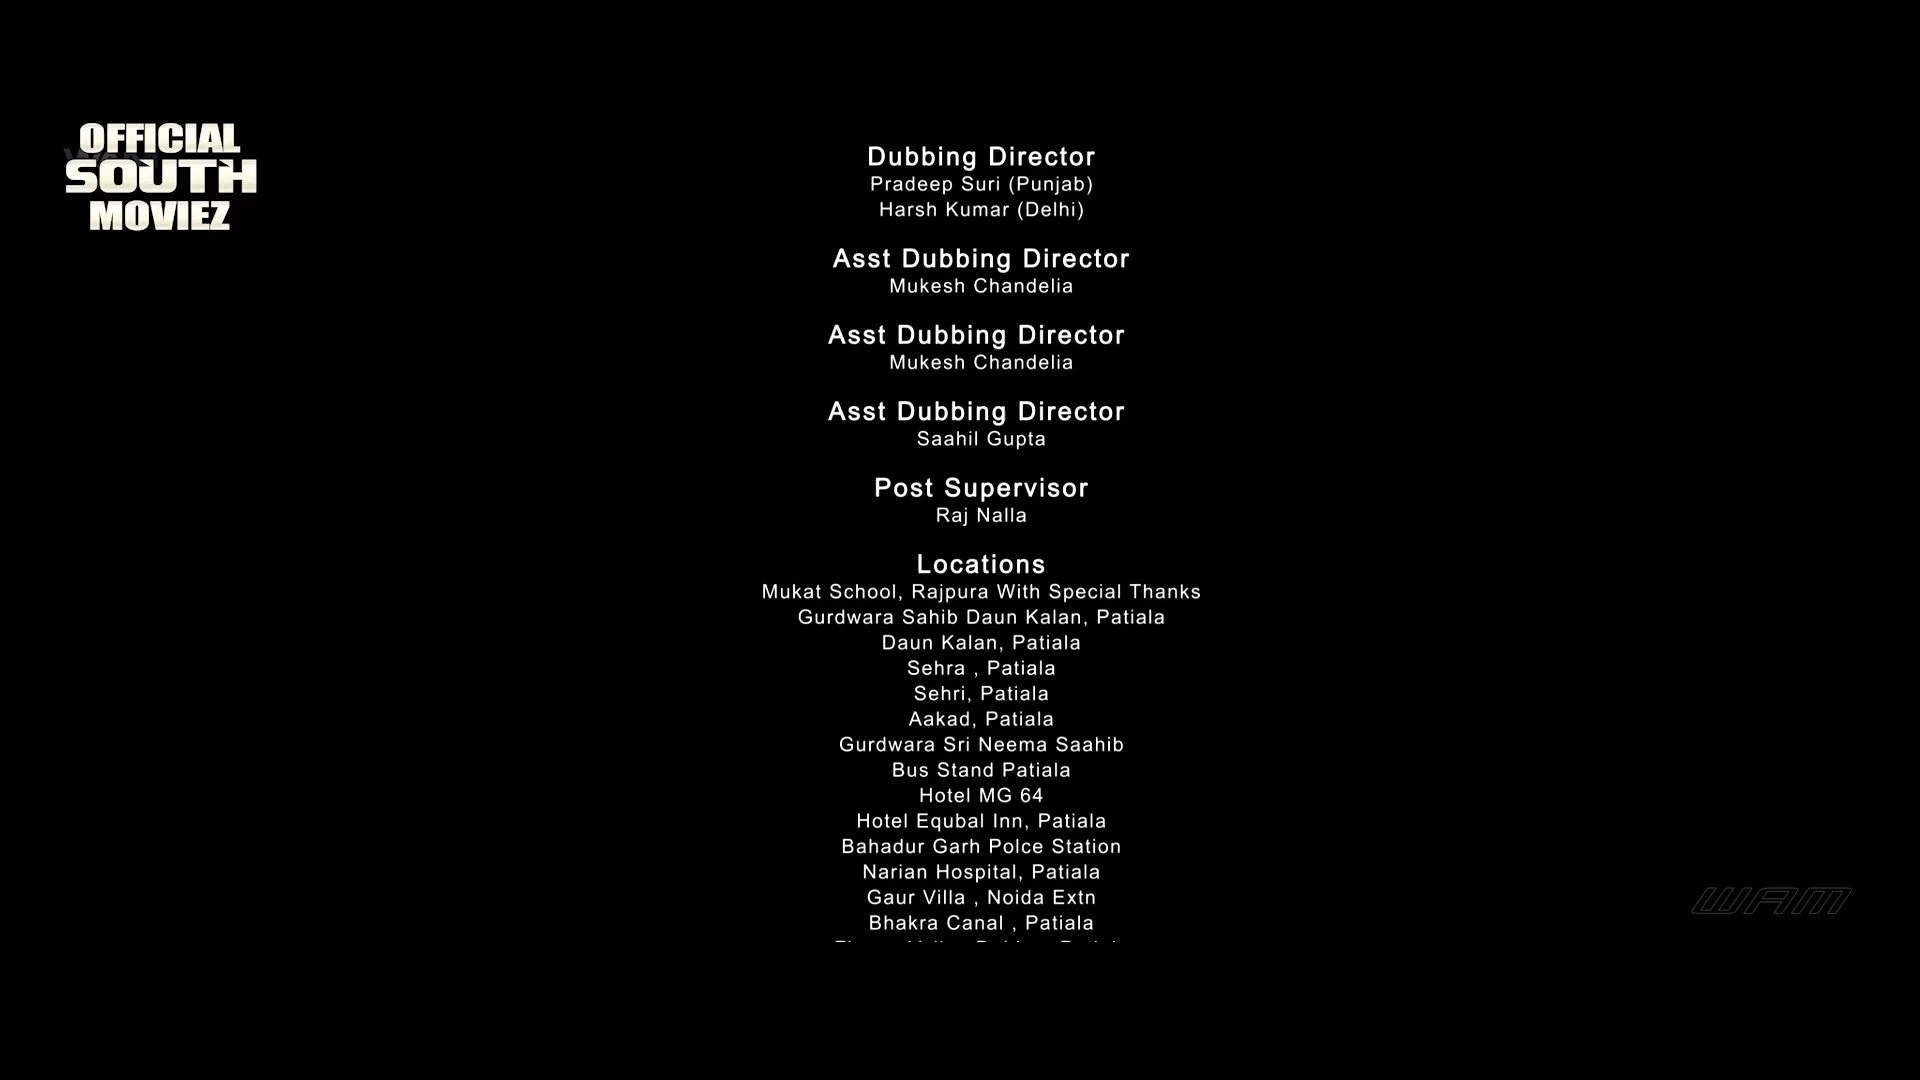 OFFICIAL
SOUTH
MOVIEZ
Dubbing Director
Pradeep Suri (Punjab)
Harsh Kumar (Delhi)
Asst Dubbing Director
Mukesh Chandelia
Asst Dubbing Director
Mukesh Chandelia
Asst Dubbing Director
Saahil Gupta
Post Supervisor
Raj Nalla
Locations
Mukat School, Rajpura With Special Thanks
Gurdwara Sahib Daun Kalan, Patiala
Daun Kalan, Patiala
Sehra , Patiala
Sehri, Patiala
Aakad, Patiala
Gurdwara Sri Neema Saahib
Bus Stand Patiala
Hotel MG 64
Hotel Equbal Inn, Patiala
Bahadur Garh Polce Station
Narian Hospital, Patiala
Gaur Villa , Noida Extn
Bhakra Canal , Patiala
WAM